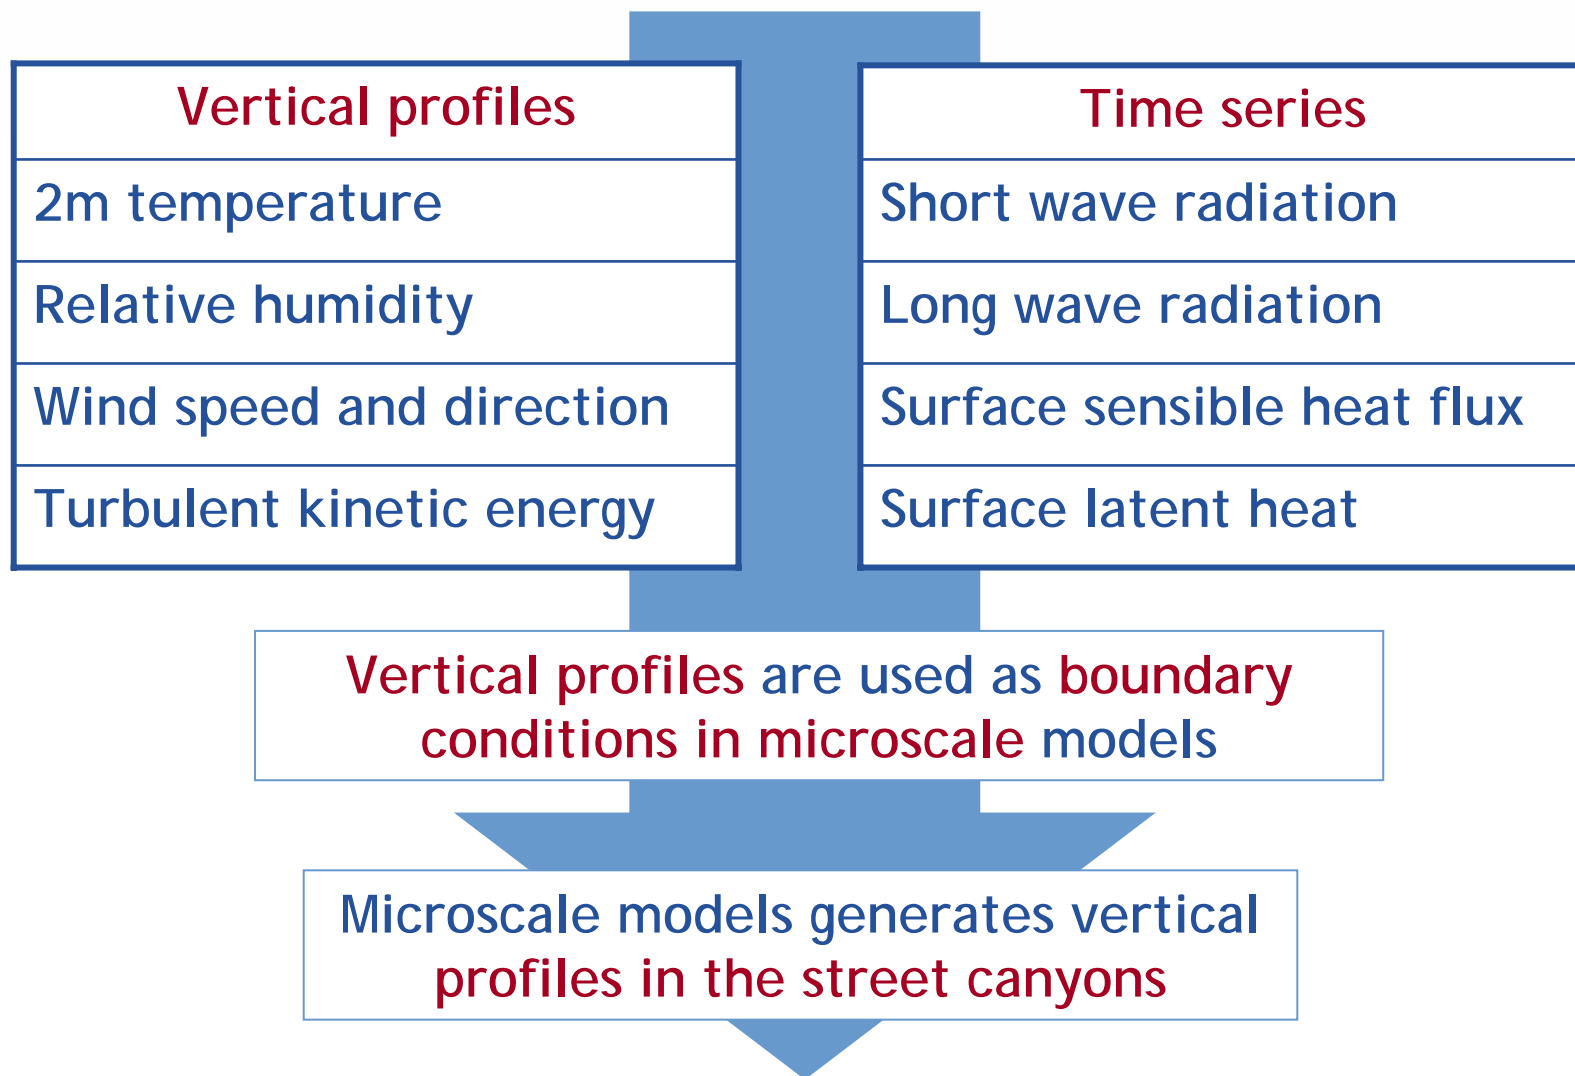 Vertical profiles
2m temperature
Relative humidity
Wind speed and direction
Turbulent kinetic energy
Time series
Short wave radiation
Long wave radiation
Surface sensible heat flux
Surface latent heat
Vertical profiles are used as boundary
conditions in microscale models
Microscale models generates vertical
profiles in the street canyons